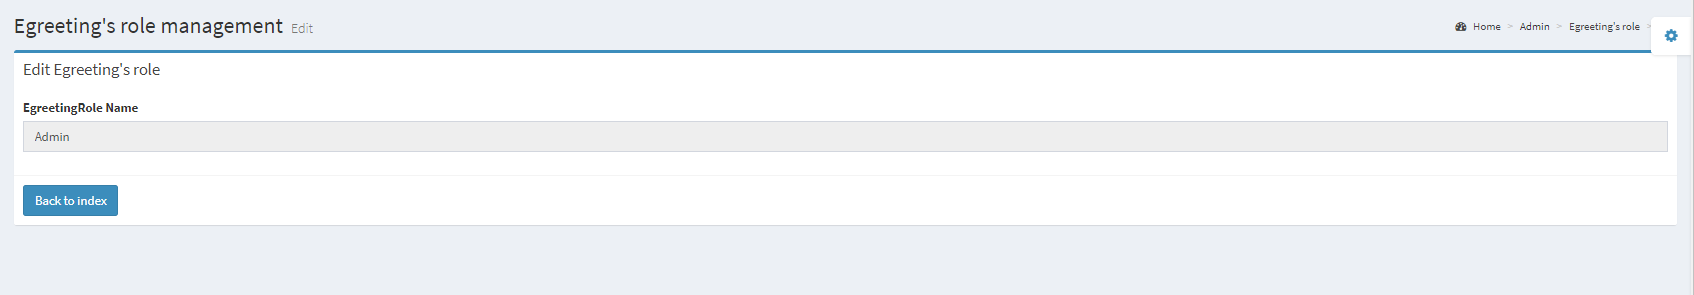 Egreeting's role management Edit
Home > Admin > Egreeting's role >
Edit Egreeting's role
EgreetingRole Name
Admin
Back to index